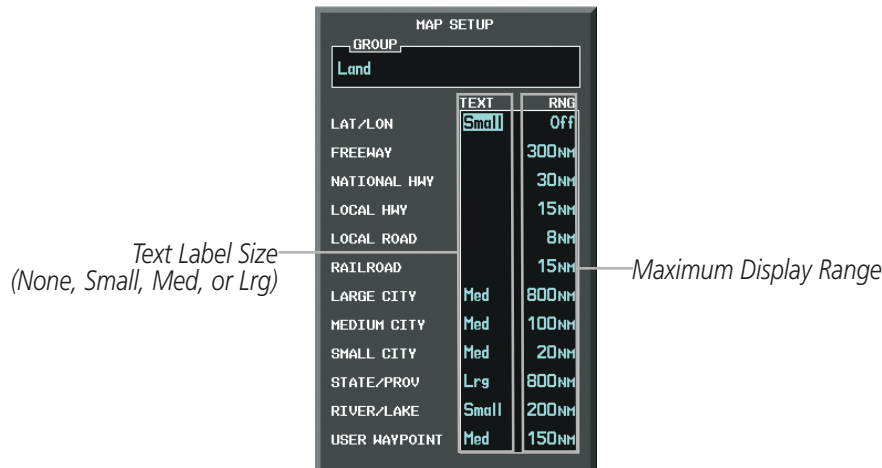 MAP SETUP
GROUP
Land
TEXT RNG
LAT/LON Small Off
FREEWAY 300NM
NATIONAL HWY 30NM
LOCAL HWY 15NM
LOCAL ROAD 8NM
RAILROAD 15NM
LARGE CITY Med 800NM
MEDIUM CITY Med 100NM
SMALL CITY Med 20NM
STATE/PROV Lrg 800NM
RIVER/LAKE Small 200NM
USER WAYPOINT Med 150NM
Text Label Size
(None, Small, Med, or Lrg)
Maximum Display Range